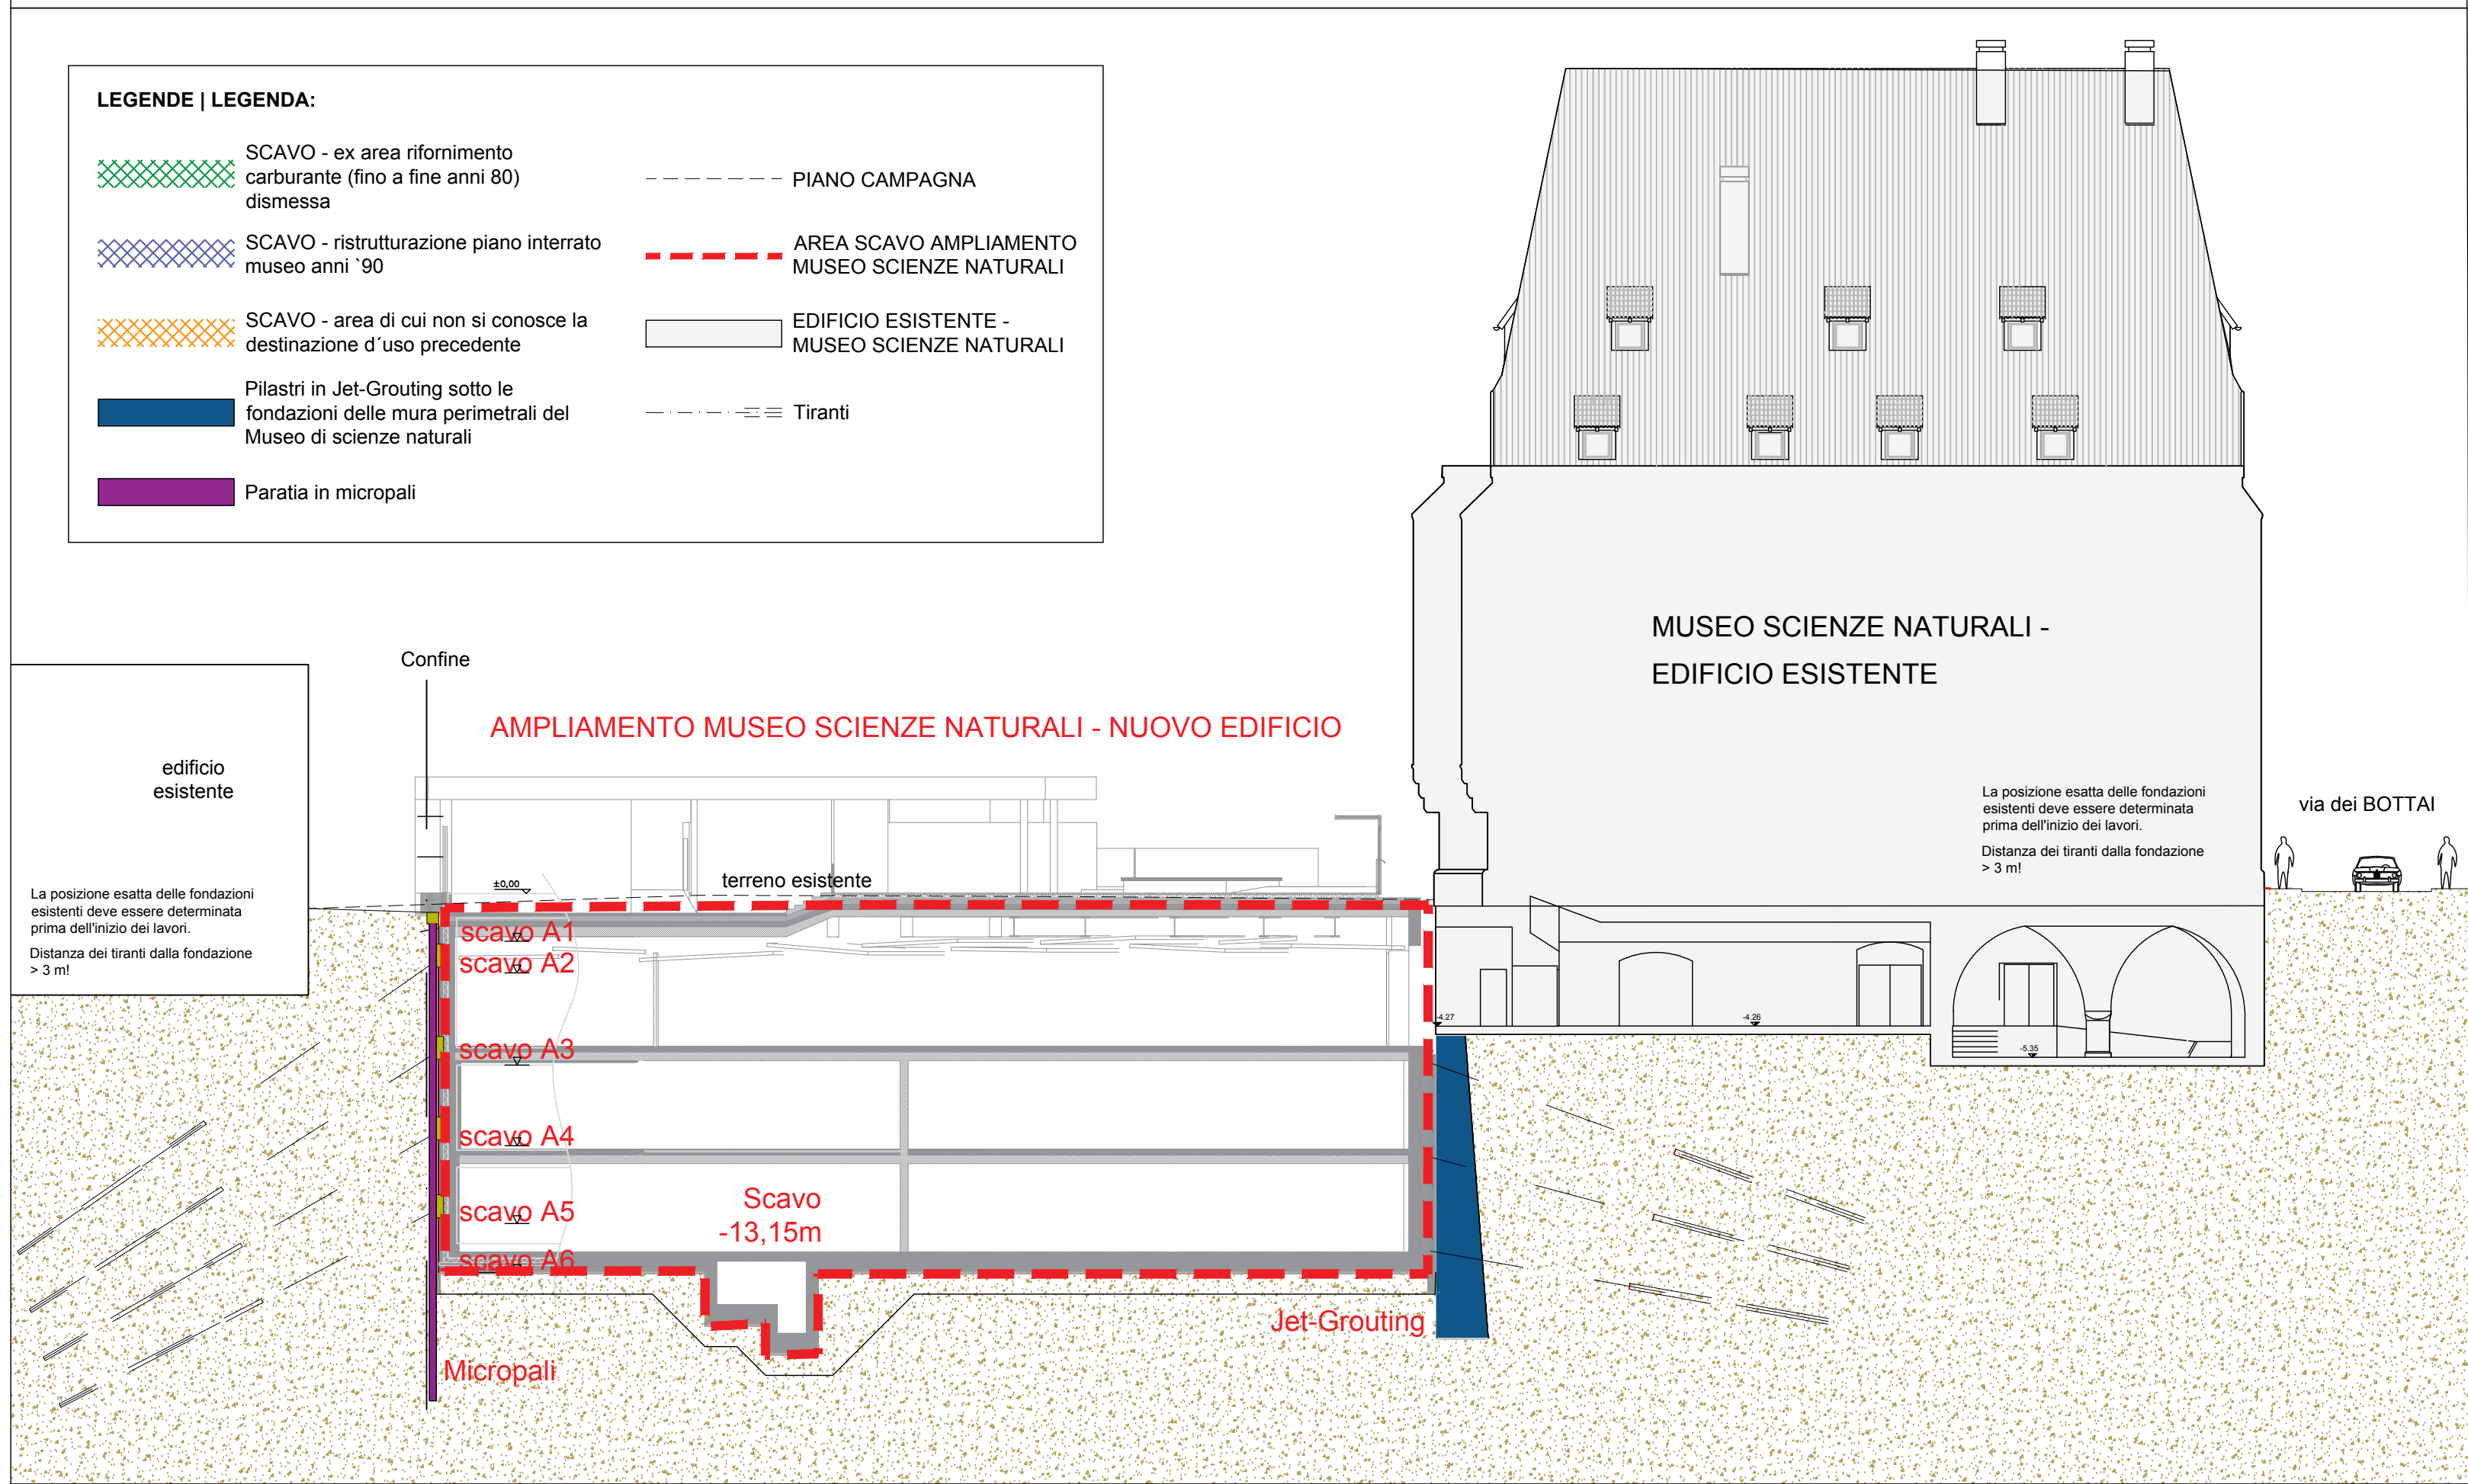 LEGENDE | LEGENDA:
SCAVO - ex area rifornimento
carburante (fino a fine anni 80)
dismessa
SCAVO - ristrutturazione piano interrato
museo anni `90
SCAVO - area di cui non si conosce la
destinazione d´uso precedente
Pilastri in Jet-Grouting sotto le
fondazioni delle mura perimetrali del
Museo di scienze naturali
Paratia in micropali
PIANO CAMPAGNA
AREA SCAVO AMPLIAMENTO
MUSEO SCIENZE NATURALI
EDIFICIO ESISTENTE -
MUSEO SCIENZE NATURALI
Tiranti
MUSEO SCIENZE NATURALI -
EDIFICIO ESISTENTE
La posizione esatta delle fondazioni
esistenti deve essere determinata
prima dell'inizio dei lavori.
Distanza dei tiranti dalla fondazione
> 3 m!
via dei BOTTAI
Confine
AMPLIAMENTO MUSEO SCIENZE NATURALI - NUOVO EDIFICIO
edificio
esistente
La posizione esatta delle fondazioni
esistenti deve essere determinata
prima dell'inizio dei lavori.
Distanza dei tiranti dalla fondazione
> 3 m!
±0,00
terreno esistente
scavo A1
scavo A2
scavo A3
scavo A4
scavo A5
scavo A6
Scavo
-13,15m
-4.27
-4.26
-5.35
Jet-Grouting
Micropali